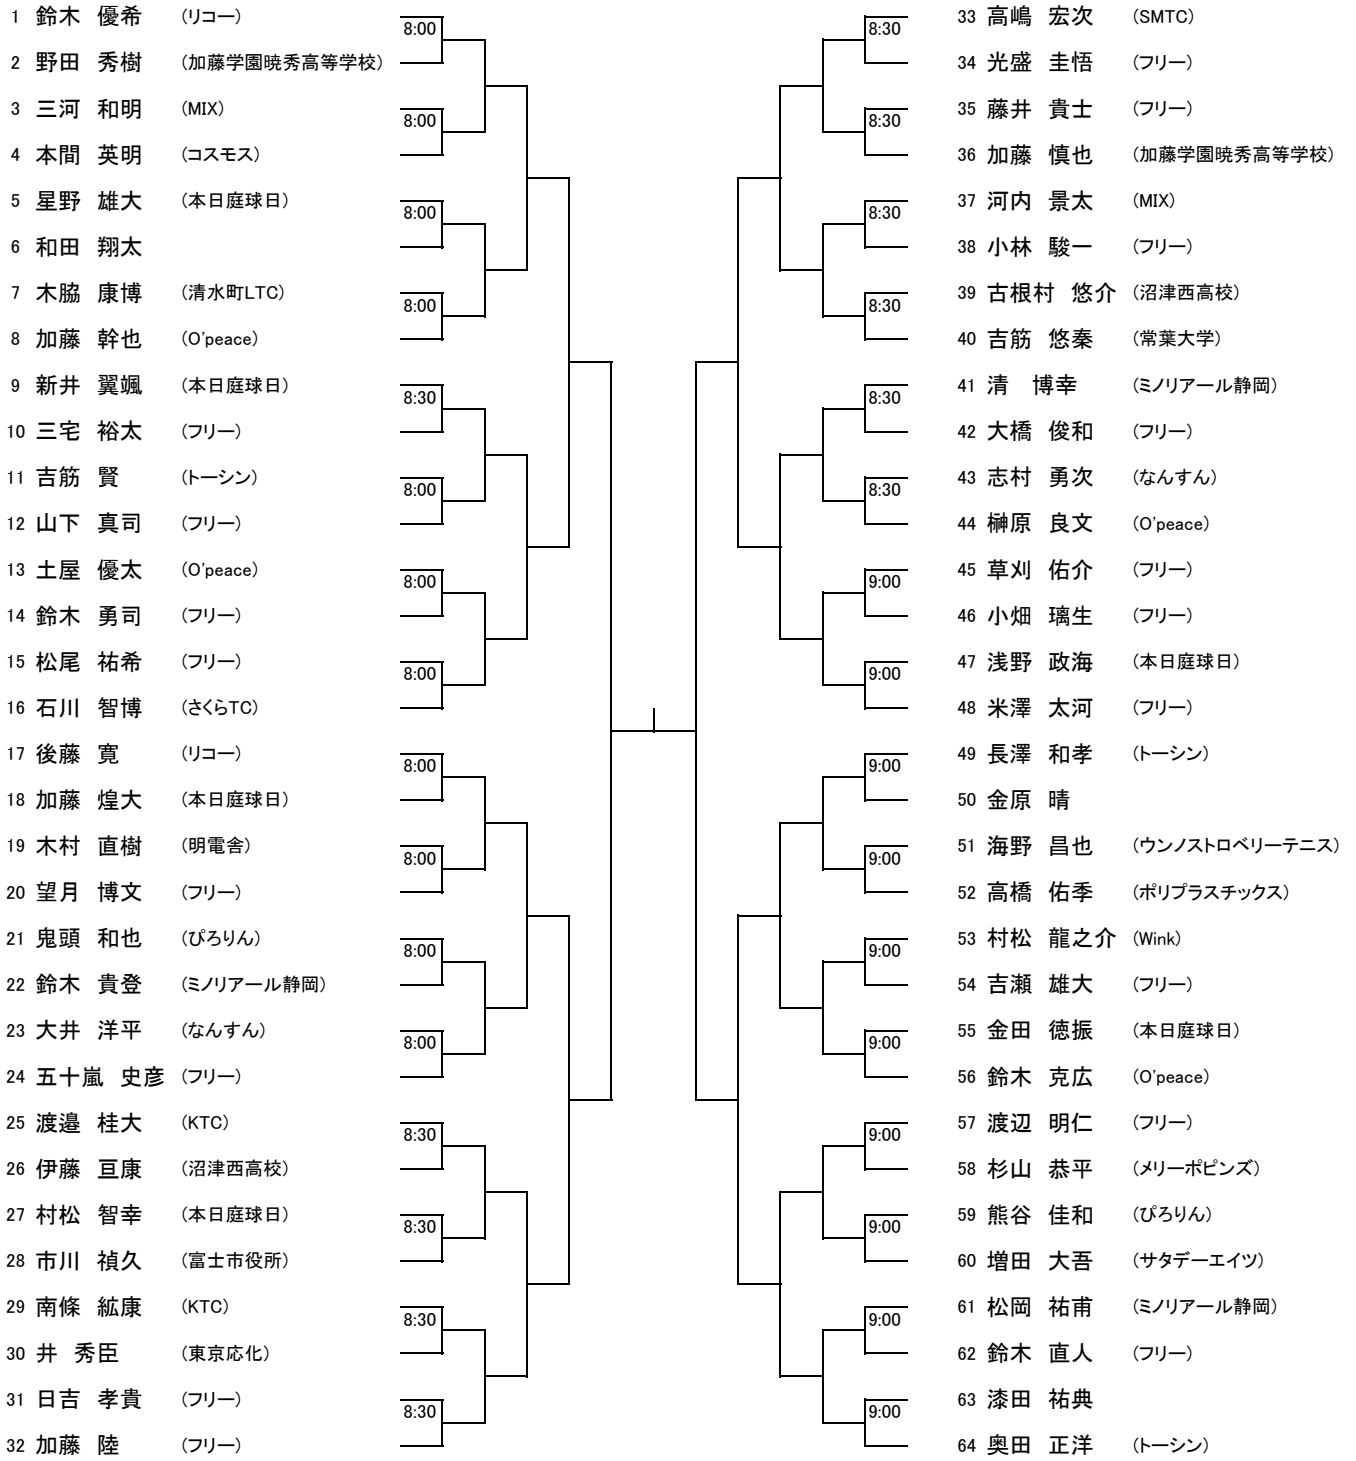 1 鈴木 優希 (リコー)
8:00
2 野田 秀樹 (加藤学園暁秀高等学校)
3 三河 和明 (MIX)
8:00
4 本間 英明 (コスモス)
5 星野 雄大 (本日庭球日)
8:00
6 和田 翔太
7 木脇 康博 (清水町LTC)
8:00
8 加藤 幹也 (O'peace)
9 新井 翼颯 (本日庭球日)
8:30
10 三宅 裕太 (フリー)
11 吉筋 賢 (トーシン)
8:00
12 山下 真司 (フリー)
13 土屋 優太 (O'peace)
8:00
14 鈴木 勇司 (フリー)
15 松尾 祐希 (フリー)
8:00
16 石川 智博 (さくらTC)
17 後藤 寛 (リコー)
8:00
18 加藤 煌大 (本日庭球日)
19 木村 直樹 (明電舎)
8:00
20 望月 博文 (フリー)
21 鬼頭 和也 (ぴろりん)
8:00
22 鈴木 貴登 (ミノリアール静岡)
23 大井 洋平 (なんすん)
8:00
24 五十嵐 史彦 (フリー)
25 渡邉 桂大 (KTC)
8:30
26 伊藤 亘康 (沼津西高校)
27 村松 智幸 (本日庭球日)
8:30
28 市川 禎久 (富士市役所)
29 南條 紘康 (KTC)
8:30
30 井 秀臣 (東京応化)
31 日吉 孝貴 (フリー)
8:30
32 加藤 陸 (フリー)
33 高嶋 宏次 (SMTC)
8:30
34 光盛 圭悟 (フリー)
35 藤井 貴士 (フリー)
8:30
36 加藤 慎也 (加藤学園暁秀高等学校)
37 河内 景太 (MIX)
8:30
38 小林 駿一 (フリー)
39 古根村 悠介 (沼津西高校)
8:30
40 吉筋 悠秦 (常葉大学)
41 清 博幸 (ミノリアール静岡)
8:30
42 大橋 俊和 (フリー)
43 志村 勇次 (なんすん)
8:30
44 榊原 良文 (O'peace)
45 草刈 佑介 (フリー)
9:00
46 小畑 璃生 (フリー)
47 浅野 政海 (本日庭球日)
9:00
48 米澤 太河 (フリー)
49 長澤 和孝 (トーシン)
9:00
50 金原 晴
51 海野 昌也 (ウンノストロベリーテニス)
9:00
52 高橋 佑季 (ポリプラスチックス)
53 村松 龍之介 (Wink)
9:00
54 吉瀬 雄大 (フリー)
55 金田 徳振 (本日庭球日)
9:00
56 鈴木 克広 (O'peace)
57 渡辺 明仁 (フリー)
9:00
58 杉山 恭平 (メリーポピンズ)
59 熊谷 佳和 (ぴろりん)
9:00
60 増田 大吾 (サタデーエイツ)
61 松岡 祐甫 (ミノリアール静岡)
9:00
62 鈴木 直人 (フリー)
63 漆田 祐典
9:00
64 奥田 正洋 (トーシン)